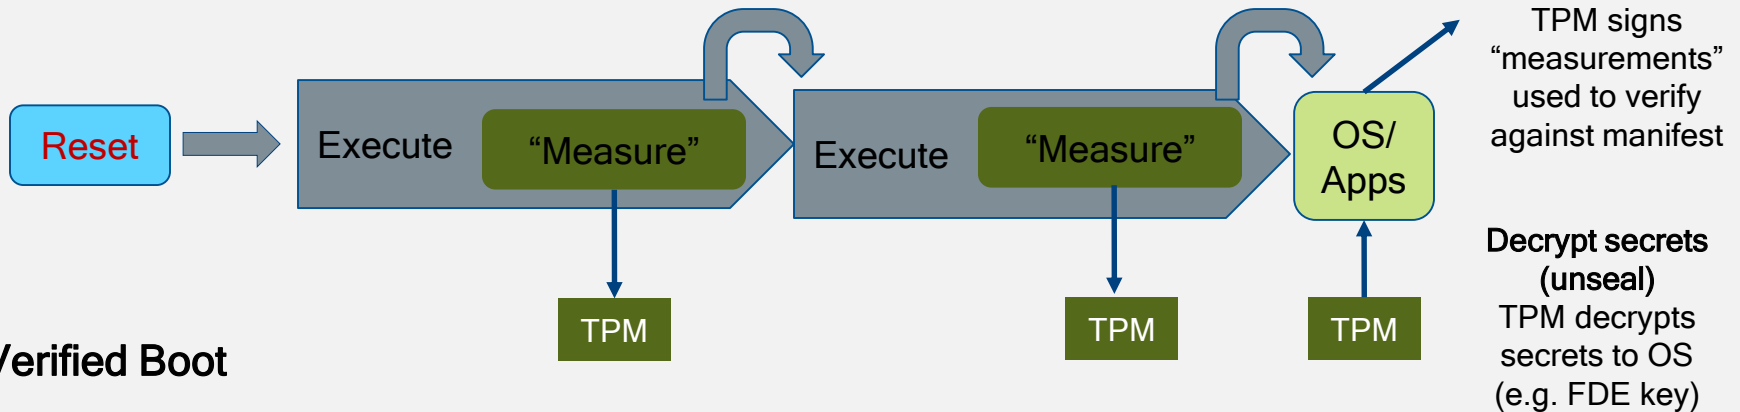 Reset
Execute
“Measure”
Execute
“Measure”
OS/
Apps
TPM signs
“measurements”
used to verify
against manifest
TPM
TPM
TPM
Decrypt secrets
(unseal)
TPM decrypts
secrets to OS
(e.g. FDE key)
Verified Boot